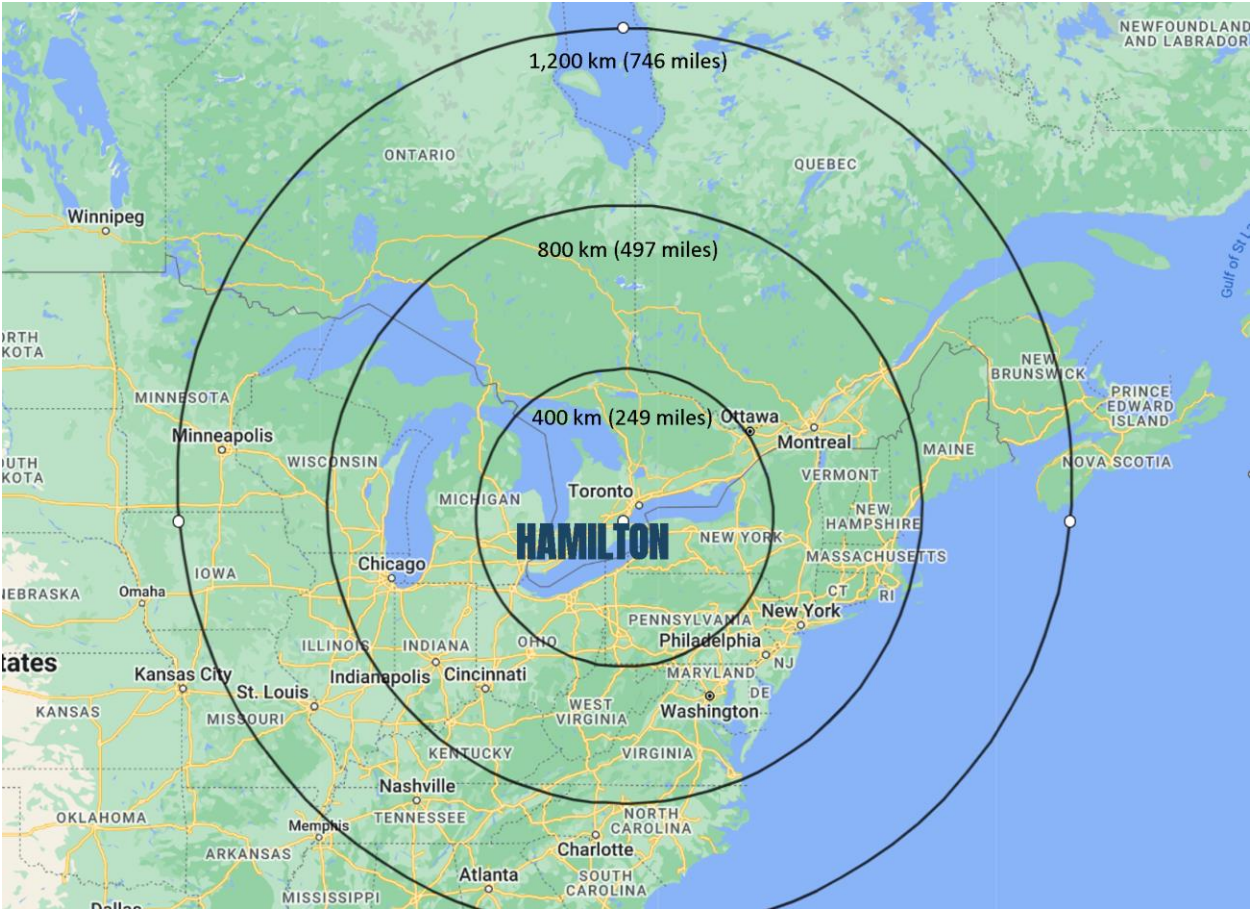 NEWFOUNDLAND
AND LABRADOR
1,200 km (746 miles)
ONTARIO
QUEBEC
Winnipeg
800 km (497 miles)
Gulf of St L
ORTH
KOTA
NEW
BRUNSWICK
PRINCE
EDWARD
ISLAND
MINNESOTA
400 km (249 miles)
Ottawa
Minneapolis
Montreal
MAINE
OUTH
KOTA
WISCONSIN
VERMONT
NOVA SCOTIA
MICHIGAN
Toronto
NEW
HAMPSHIRE
HAMILTON
NEW YORK
MASSACHUSETTS
Chicago
IOWA
CT
RI
NEBRASKA
Omaha
New York
PENNSYLVANIA
Philadelphia
ILLINOIS
INDIANA
OHIO
tates
NJ
Kansas City
Indianapolis
Cincinnati
MARYLAND
St. Louis
DE
KANSAS
MISSOURI
WEST
VIRGINIA
Washington
KENTUCKY
VIRGINIA
Nashville
TENNESSEE
OKLAHOMA
Memphis
NORTH
CAROLINA
ARKANSAS
Charlotte
Atlanta
SOUTH
CAROLINA
MISSISSIPPI
Dallas